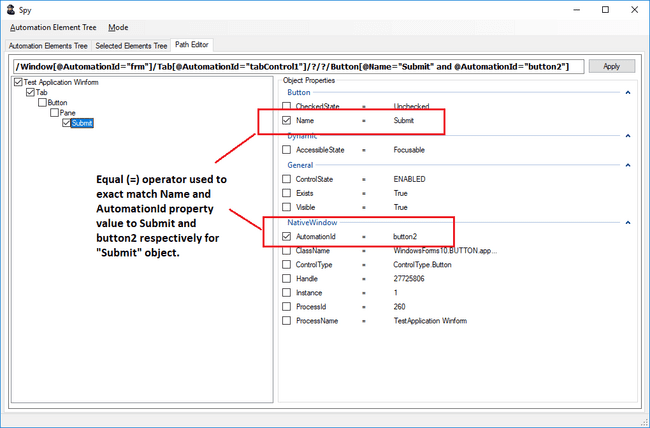 Spy
Automation Element Tree Mode
Automation Elements Tree Selected Elements Tree Path Editor
/Window[@AutomationId="frm"]/Tab[@AutomationId="tabControl1"]/?/?/Button[@Name="Submit" and @AutomationId="button2"] Apply
Test Application Winform
Tab
Button
Pane
Submit
Object Properties
Button
CheckedState = Unchecked
Name = Submit
Dynamic
AccessibleState = Focusable
General
ControlState = ENABLED
Exists = True
Visible = True
NativeWindow
AutomationId = button2
ClassName = WindowsForms10.BUTTON.app...
ControlType = ControlType.Button
Handle = 27725806
Instance = 1
ProcessId = 260
ProcessName = TestApplication Winform
Equal (=) operator used to
exact match Name and
AutomationId property
value to Submit and
button2 respectively for
"Submit" object.